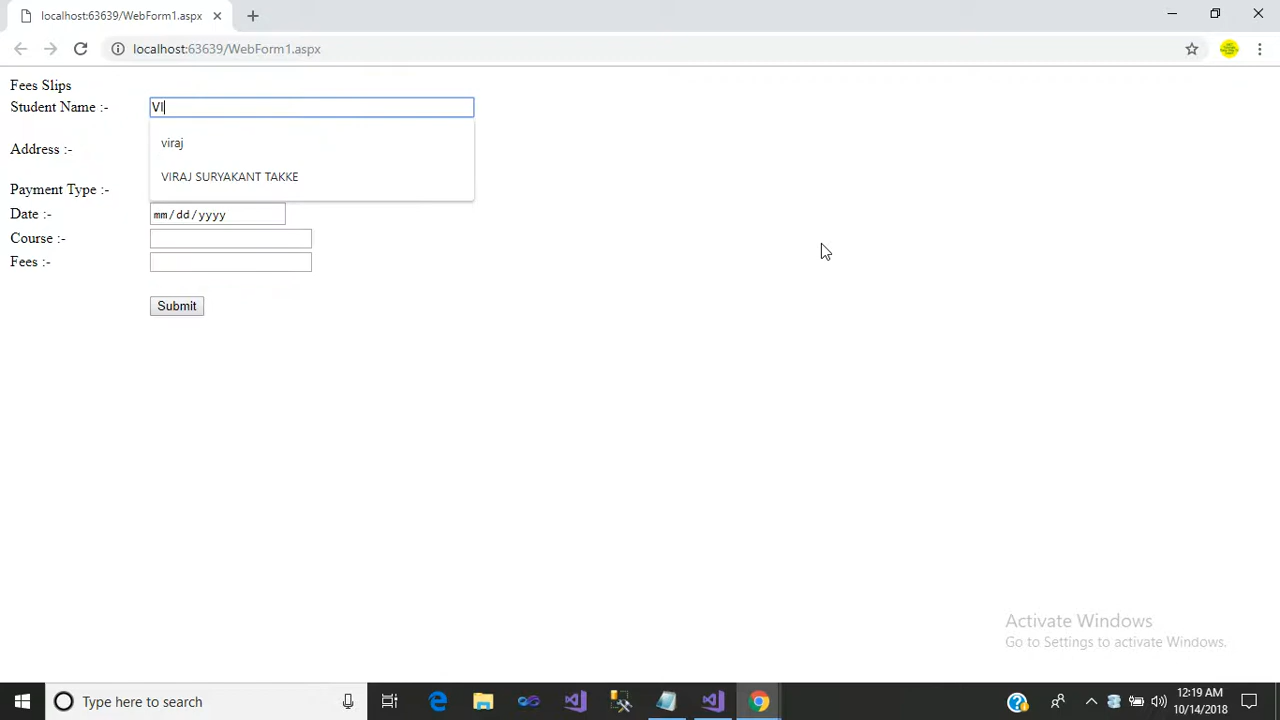 localhost:63639/WebForm1.aspx
localhost:63639/WebForm1.aspx
Fees Slips
Student Name :- VI
viraj
Address :-
VIRAJ SURYAKANT TAKKE
Payment Type :-
Date :- mm/dd/yyyy
Course :-
Fees :-
Submit
Activate Windows
Go to Settings to activate Windows.
Type here to search
12:19 AM
10/14/2018